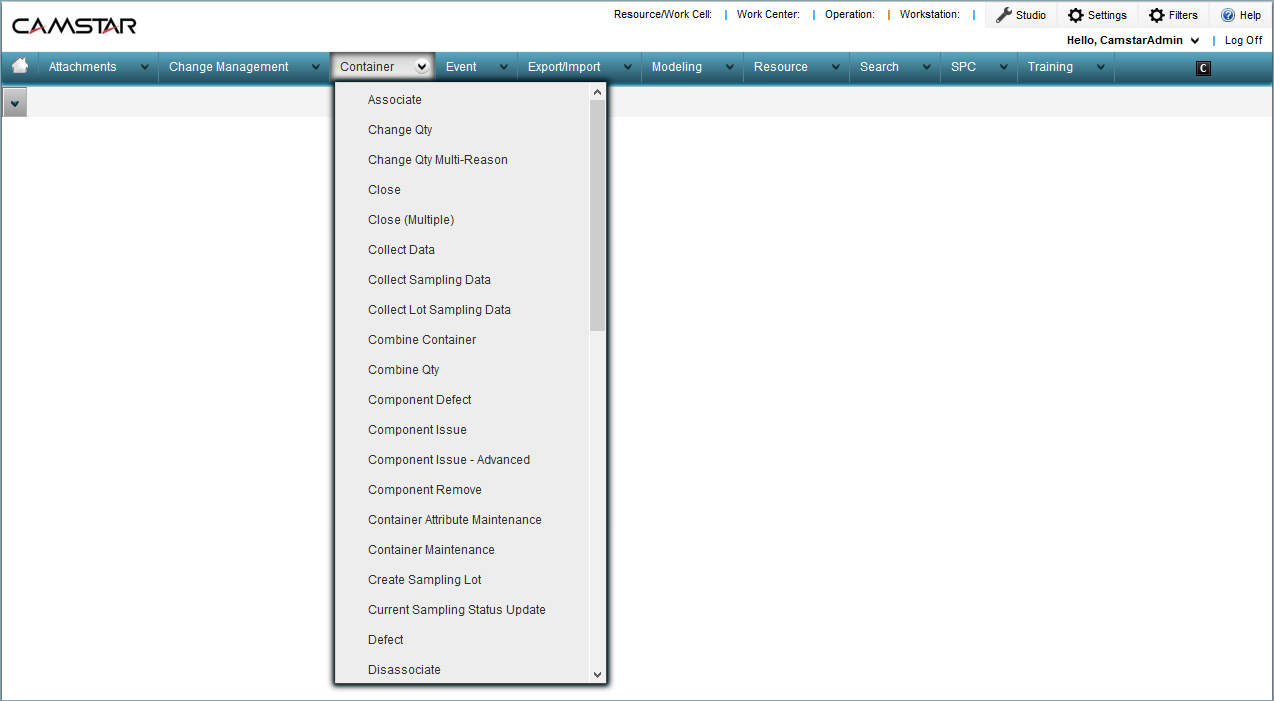 CAMSTAR
Resource/Work Cell: | Work Center: | Operation: | Workstation: | Studio Settings Filters Help
Hello, CamstarAdmin | Log Off
Attachments Change Management Container Event Export/Import Modeling Resource Search SPC Training C
Associate
Change Qty
Change Qty Multi-Reason
Close
Close (Multiple)
Collect Data
Collect Sampling Data
Collect Lot Sampling Data
Combine Container
Combine Qty
Component Defect
Component Issue
Component Issue - Advanced
Component Remove
Container Attribute Maintenance
Container Maintenance
Create Sampling Lot
Current Sampling Status Update
Defect
Disassociate